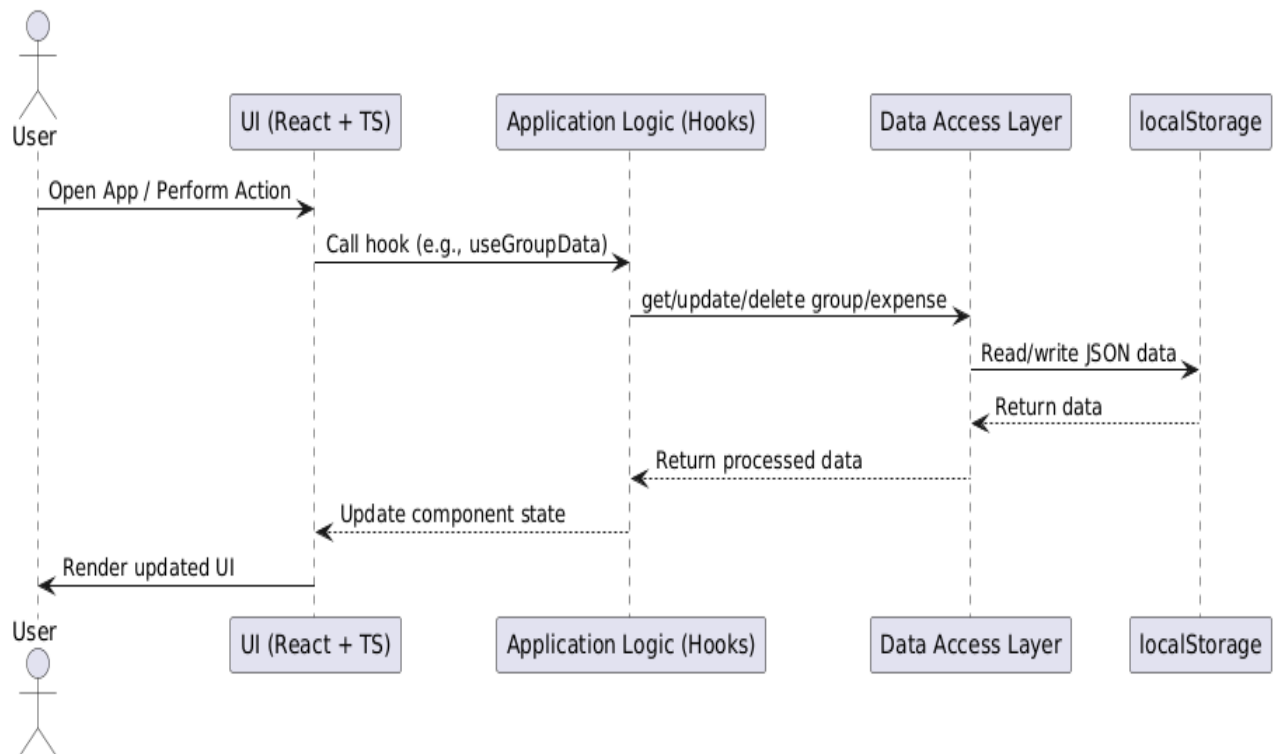 User
UI (React + TS)
Application Logic (Hooks)
Data Access Layer
localStorage
Open App / Perform Action
Call hook (e.g., useGroupData)
get/update/delete group/expense
Read/write JSON data
Return data
Return processed data
Update component state
Render updated UI
User
UI (React + TS)
Application Logic (Hooks)
Data Access Layer
localStorage